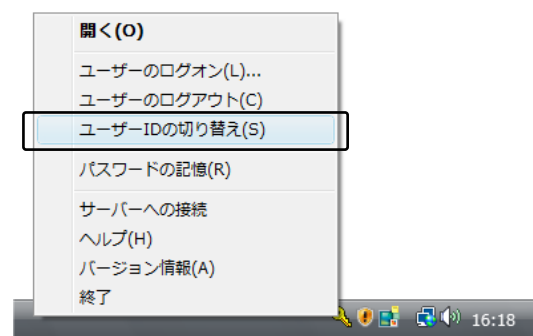 開く(O)
ユーザーのログオン(L)...
ユーザーのログアウト(C)
ユーザーIDの切り替え(S)
パスワードの記憶(R)
サーバーへの接続
ヘルプ(H)
バージョン情報(A)
終了
16:18